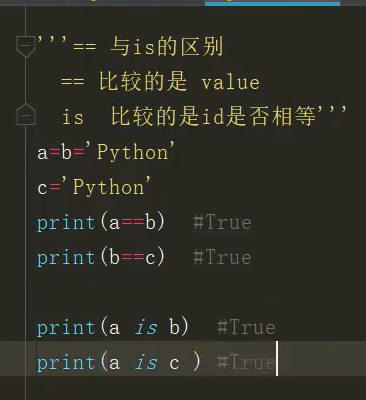 '''== 与is的区别
== 比较的是 value
is 比较的是id是否相等'''
a=b='Python'
c='Python'
print(a==b) #True
print(b==c) #True
print(a is b) #True
print(a is c ) #True